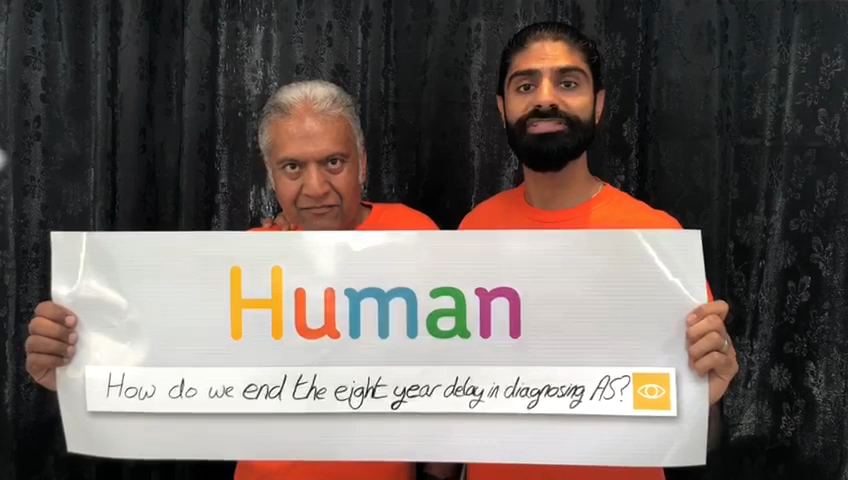 Human
How do we end the eight year delay in diagnosing AS?